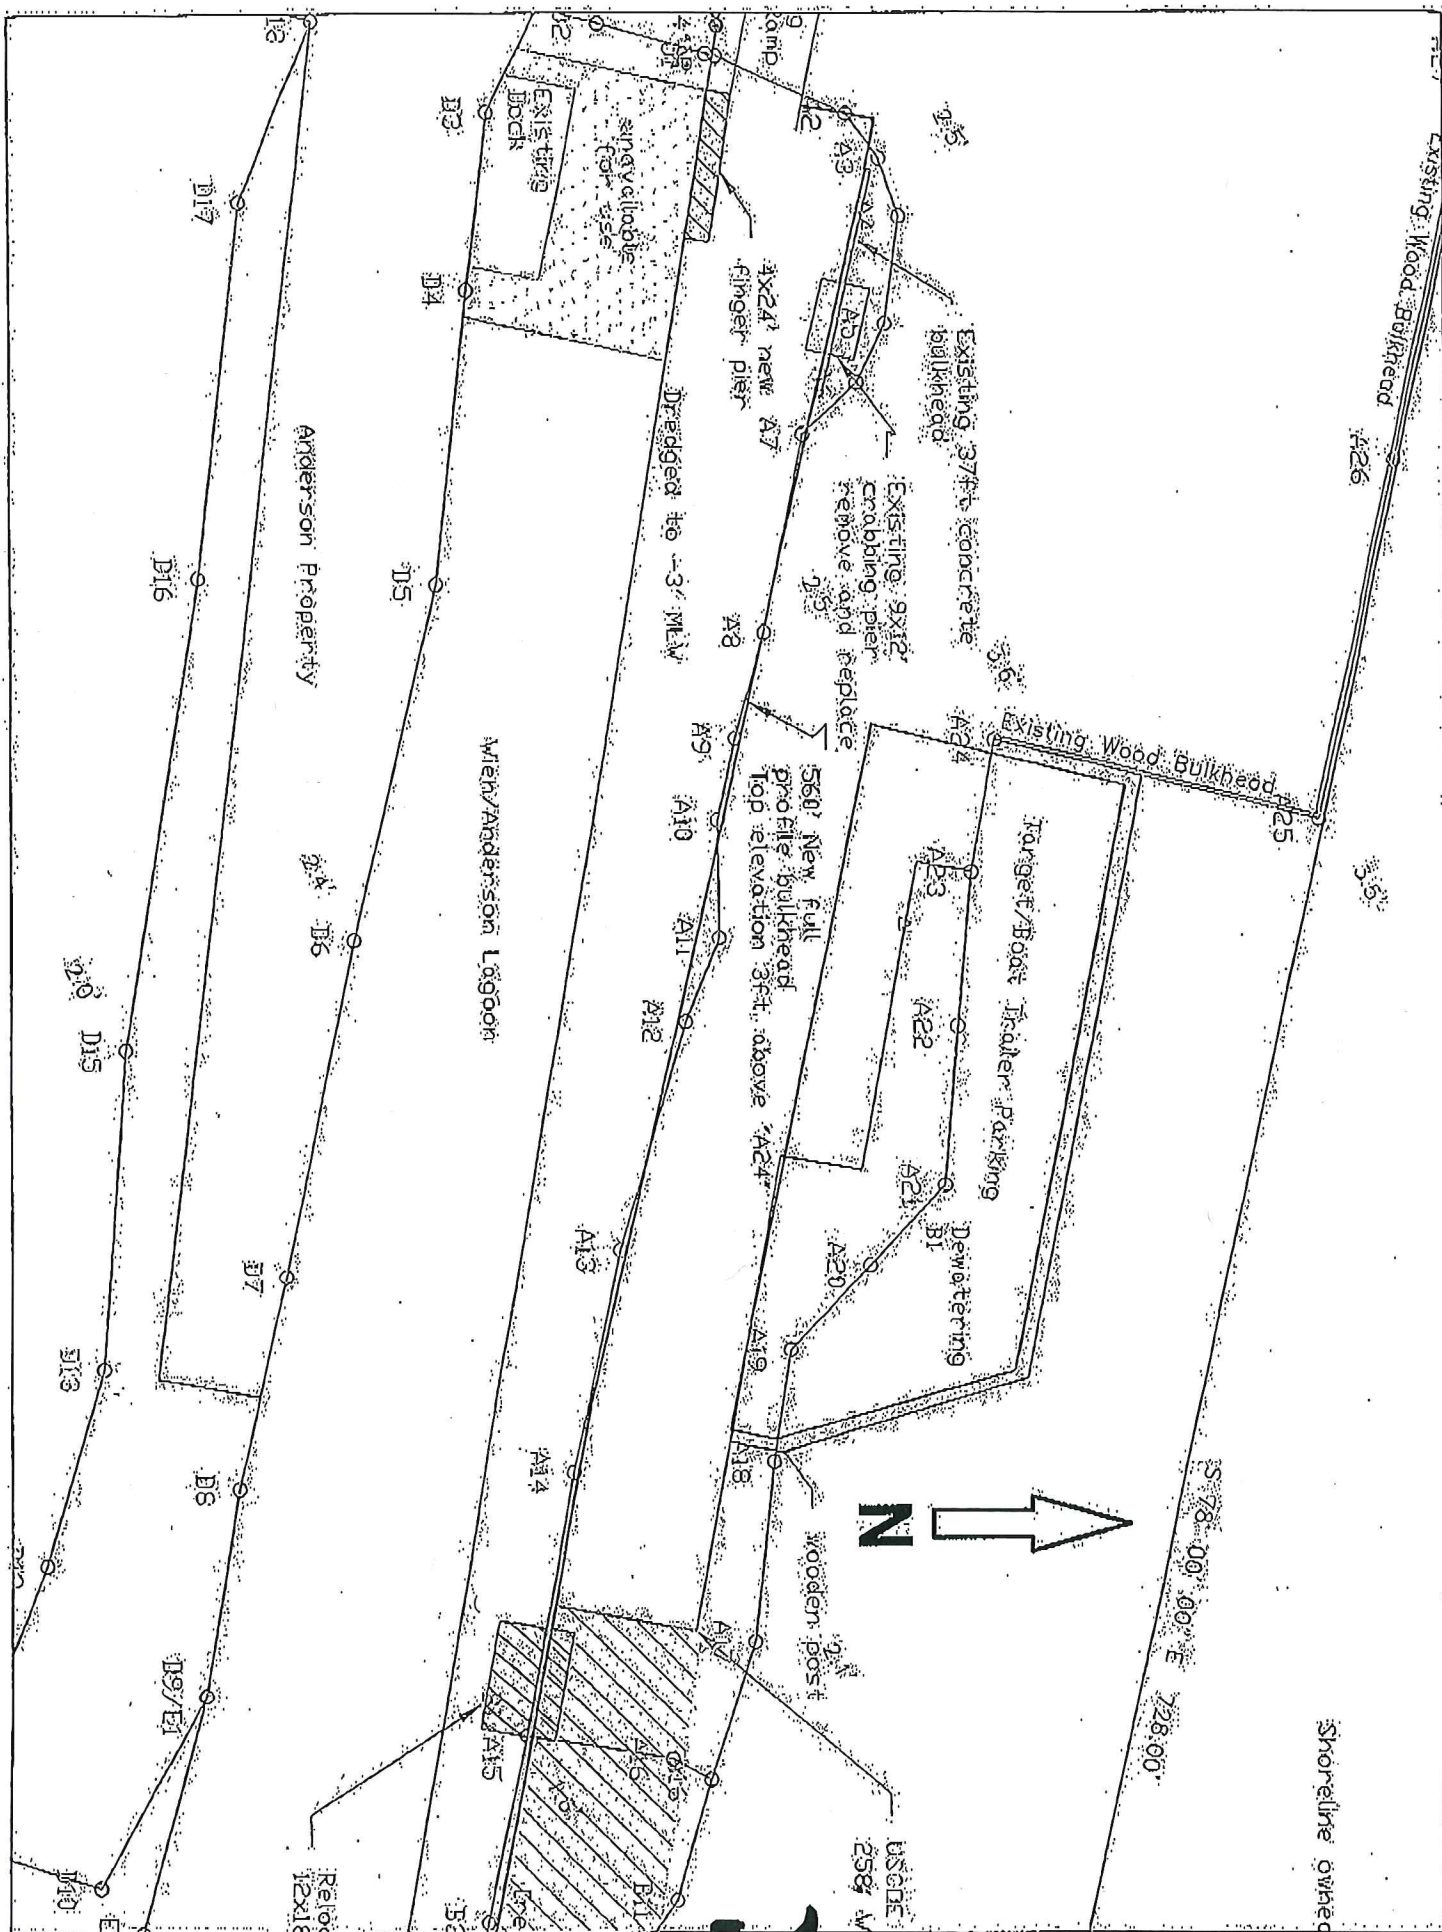 Existing Wood Bulkhead
A26
Shoreline owned
S 78 00' 00" E 728.00'
2.5'
A3
D3
Existing
Dock
unavailable
for use
D4
D17
4x24' new
finger pier
A7
A5
Existing 37ft concrete
bulkhead
Existing 9x12'
crabbing pier
remove and replace
2.5'
3.6'
Existing Wood Bulkhead
A25
3.5'
A24
Dredged to -3' MLW
A8
A9
A10
A11
A12
560' New full
profile bulkhead
Top elevation 3ft. above "A24"
Target/Boat Trailer Parking
A23
A22
A21
B1
Dewatering
A20
A19
A18
wooden post
N
A17
A13
A14
A15
A16
Wien/Anderson Lagoon
Anderson Property
D16
D5
2.4'
D6
2.0'
D15
D7
D13
D8
D9/E1
D10
B11
USCOE
12x18